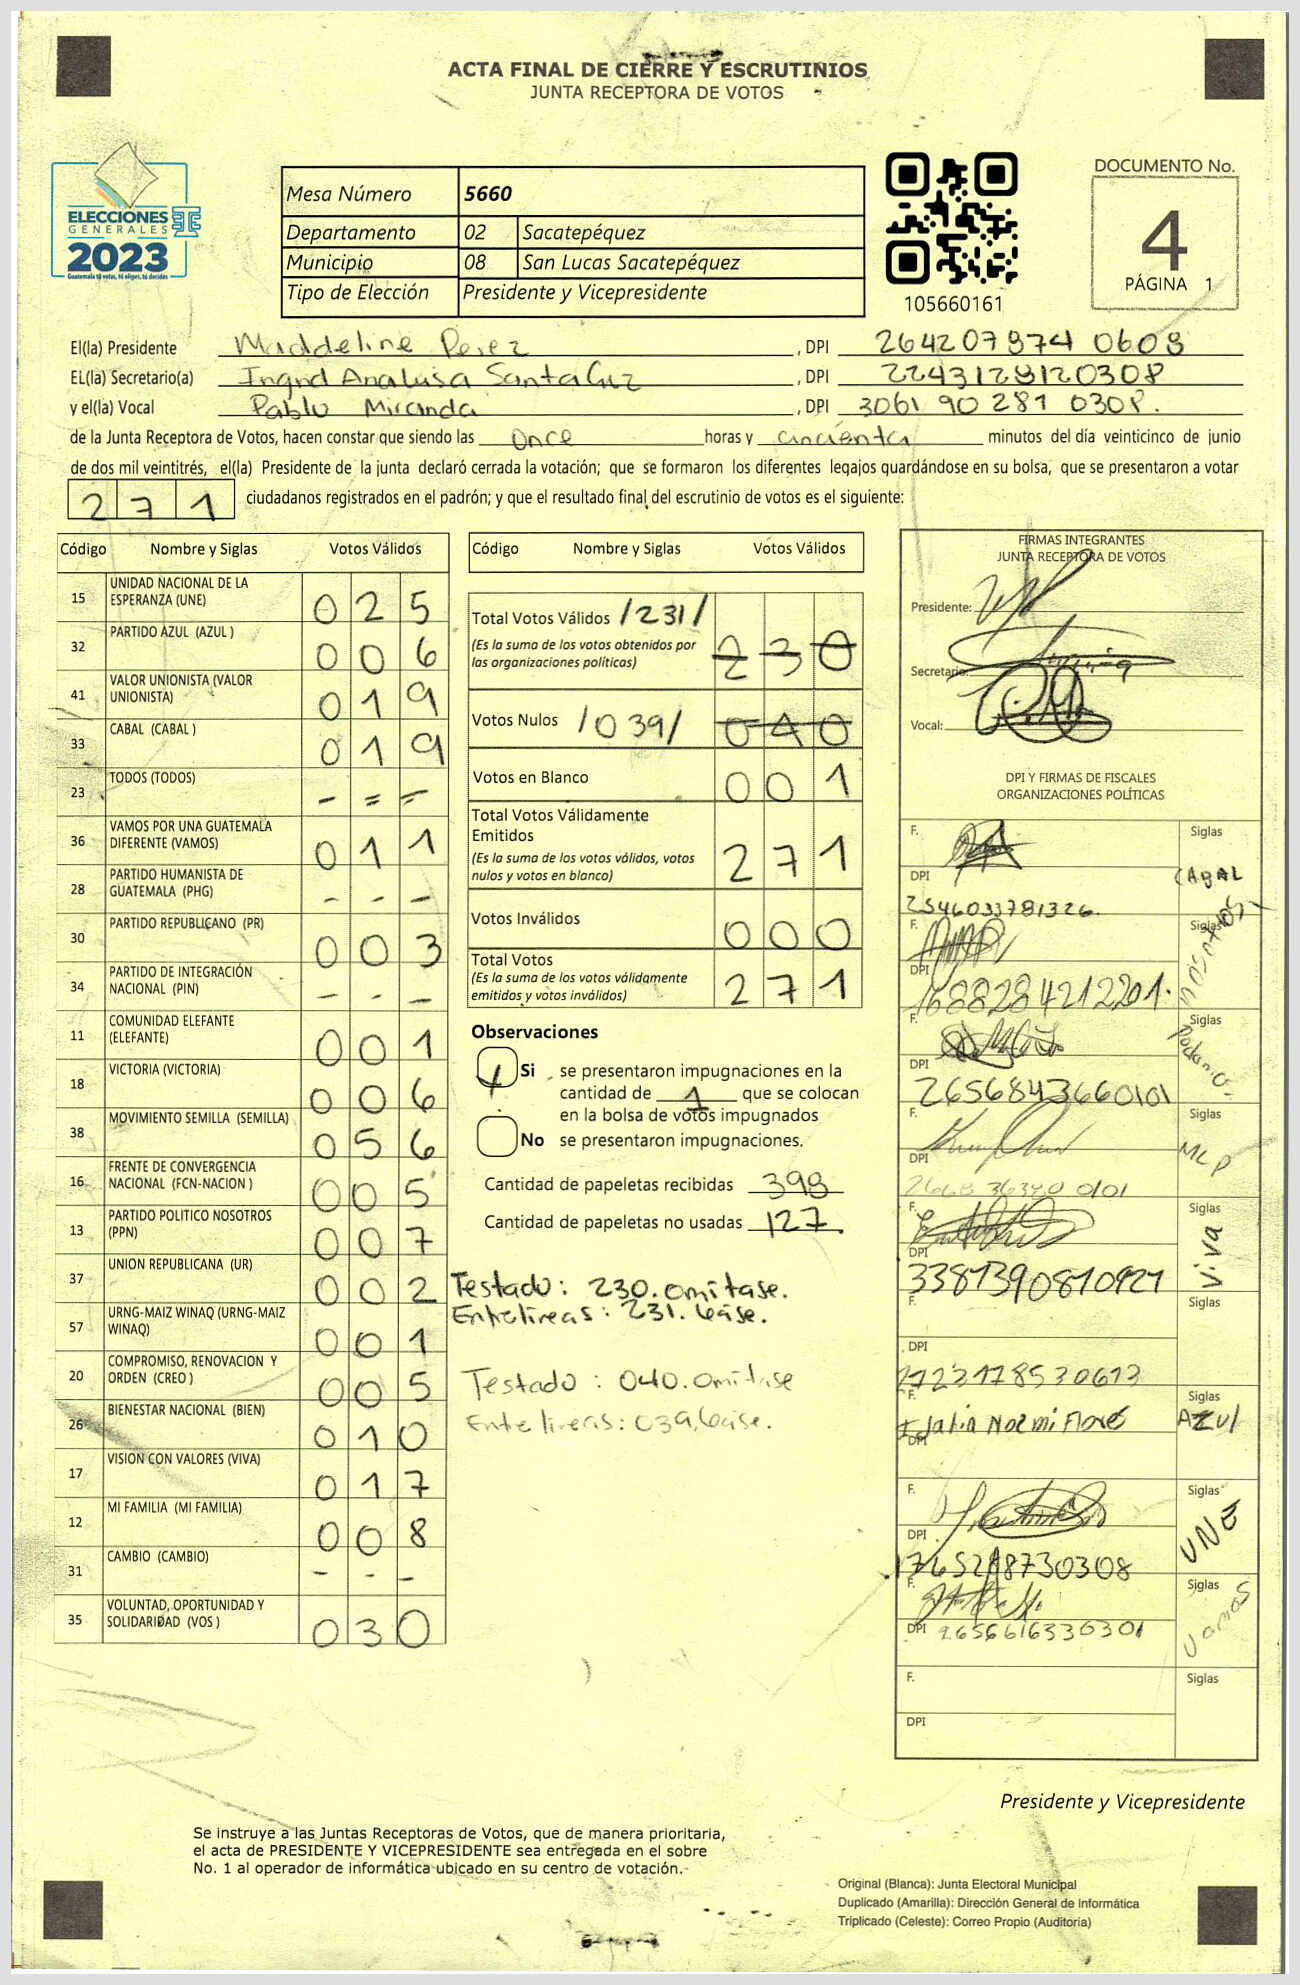 ACTA FINAL DE CIERRE Y ESCRUTINIOS
JUNTA RECEPTORA DE VOTOS
ELECCIONES
GENERALES
2023
Guatemala tú votas, tú eliges, tú decides
Mesa Número 5660
Departamento 02 Sacatepéquez
Municipio 08 San Lucas Sacatepéquez
Tipo de Elección Presidente y Vicepresidente
105660161
DOCUMENTO No.
4
PÁGINA 1
El(la) Presidente Maddeline Perez , DPI 264207974 0609
EL(la) Secretario(a) Ingrid Analuisa Santa Cruz , DPI 2243129120308
y el(la) Vocal Pablo Miranda , DPI 3061 90 281 0308.
de la Junta Receptora de Votos, hacen constar que siendo las once horas y cincuenta minutos del día veinticinco de junio
de dos mil veintitrés, el(la) Presidente de la junta declaró cerrada la votación; que se formaron los diferentes legajos guardándose en su bolsa, que se presentaron a votar
271 ciudadanos registrados en el padrón; y que el resultado final del escrutinio de votos es el siguiente:
Código Nombre y Siglas Votos Válidos
15 UNIDAD NACIONAL DE LA ESPERANZA (UNE) 025
32 PARTIDO AZUL (AZUL ) 006
41 VALOR UNIONISTA (VALOR UNIONISTA) 019
33 CABAL (CABAL ) 019
23 TODOS (TODOS) - = =
36 VAMOS POR UNA GUATEMALA DIFERENTE (VAMOS) 011
28 PARTIDO HUMANISTA DE GUATEMALA (PHG) - - -
30 PARTIDO REPUBLICANO (PR) 003
34 PARTIDO DE INTEGRACIÓN NACIONAL (PIN) - - -
11 COMUNIDAD ELEFANTE (ELEFANTE) 001
18 VICTORIA (VICTORIA) 006
38 MOVIMIENTO SEMILLA (SEMILLA) 056
16 FRENTE DE CONVERGENCIA NACIONAL (FCN-NACION ) 005
13 PARTIDO POLITICO NOSOTROS (PPN) 007
37 UNION REPUBLICANA (UR) 002
57 URNG-MAIZ WINAQ (URNG-MAIZ WINAQ) 001
20 COMPROMISO, RENOVACION Y ORDEN (CREO ) 005
26 BIENESTAR NACIONAL (BIEN) 010
17 VISION CON VALORES (VIVA) 017
12 MI FAMILIA (MI FAMILIA) 008
31 CAMBIO (CAMBIO) - - -
35 VOLUNTAD, OPORTUNIDAD Y SOLIDARIDAD (VOS ) 030
Código Nombre y Siglas Votos Válidos
Total Votos Válidos /231/ 230
(Es la suma de los votos obtenidos por
las organizaciones políticas)
Votos Nulos /039/ 040
Votos en Blanco 001
Total Votos Válidamente
Emitidos 271
(Es la suma de los votos válidos, votos
nulos y votos en blanco)
Votos Inválidos 000
Total Votos 271
(Es la suma de los votos válidamente
emitidos y votos inválidos)
Observaciones
Si se presentaron impugnaciones en la
cantidad de 1 que se colocan
en la bolsa de votos impugnados
No se presentaron impugnaciones.
Cantidad de papeletas recibidas 398
Cantidad de papeletas no usadas 127.
Testado: 230.omitase.
Entrelineas: 231.léase.
Testado: 040.omitase
Entrelineas: 039.léase.
FIRMAS INTEGRANTES
JUNTA RECEPTORA DE VOTOS
Presidente:
Secretario:
Vocal:
DPI Y FIRMAS DE FISCALES
ORGANIZACIONES POLÍTICAS
F. Siglas
CABAL
DPI
2546033781326.
F. Siglas
nosotros
DPI
1688284212201.
F. Siglas
DPI
2656843660101
F. Siglas
MLP
DPI
2668 36340 0101
F. Siglas
Viva
DPI
3381390810921
F. Siglas
DPI
2723178530613
F. Siglas
Idalia Noemi Flores AZUL
DPI
F. Siglas
UNE
DPI
1765218730308
F. Siglas
Vamos
DPI 2656616330301
F. Siglas
DPI
Presidente y Vicepresidente
Se instruye a las Juntas Receptoras de Votos, que de manera prioritaria,
el acta de PRESIDENTE Y VICEPRESIDENTE sea entregada en el sobre
No. 1 al operador de informática ubicado en su centro de votación.
Original (Blanca): Junta Electoral Municipal
Duplicado (Amarilla): Dirección General de Informática
Triplicado (Celeste): Correo Propio (Auditoría)